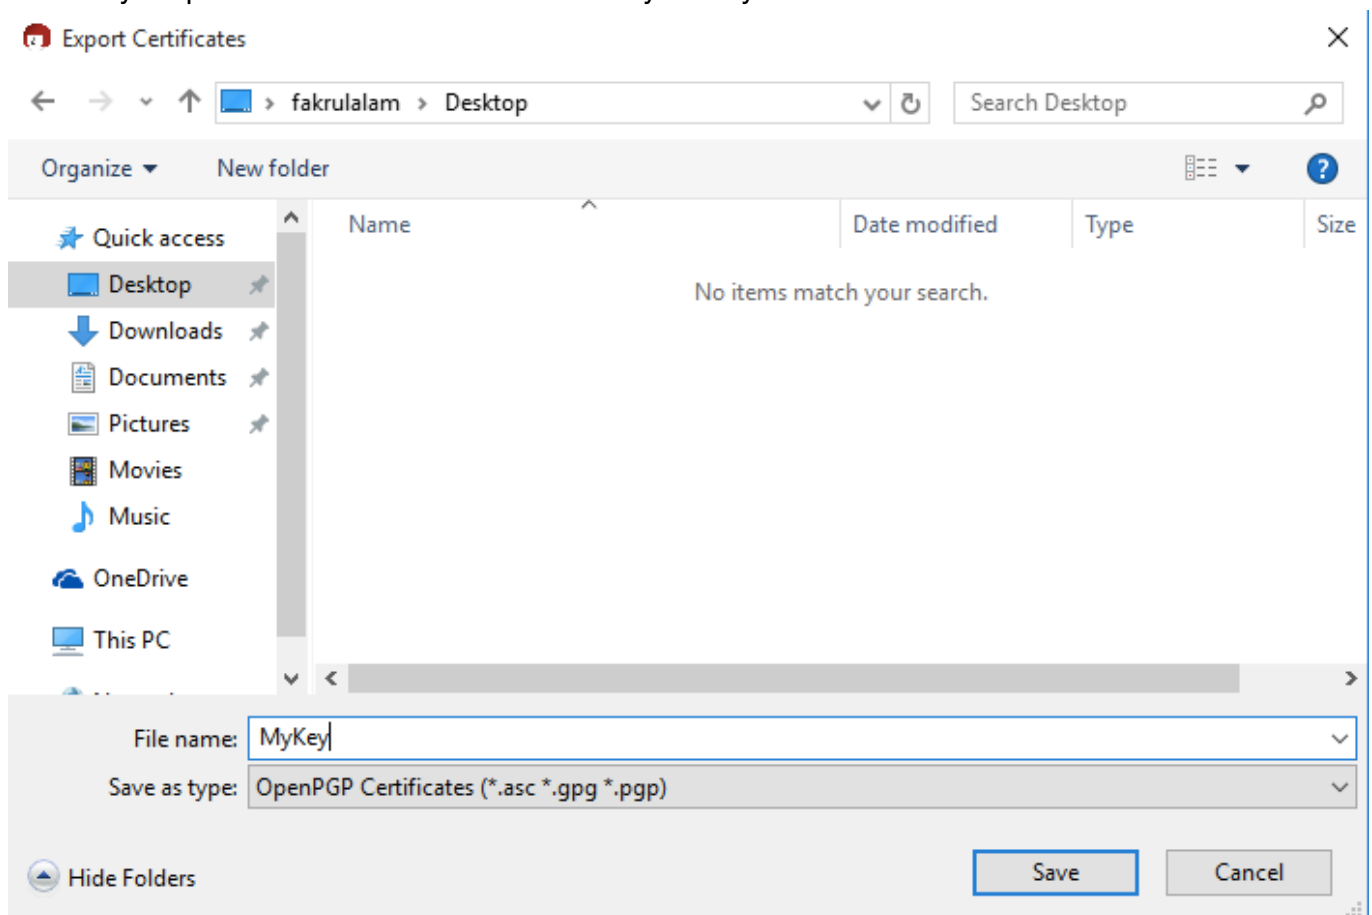 Export Certificates
fakrulalam > Desktop
Search Desktop
Organize
New folder
Name
Date modified
Type
Size
Quick access
No items match your search.
Desktop
Downloads
Documents
Pictures
Movies
Music
OneDrive
This PC
File name: MyKey
Save as type: OpenPGP Certificates (*.asc *.gpg *.pgp)
Hide Folders
Save
Cancel